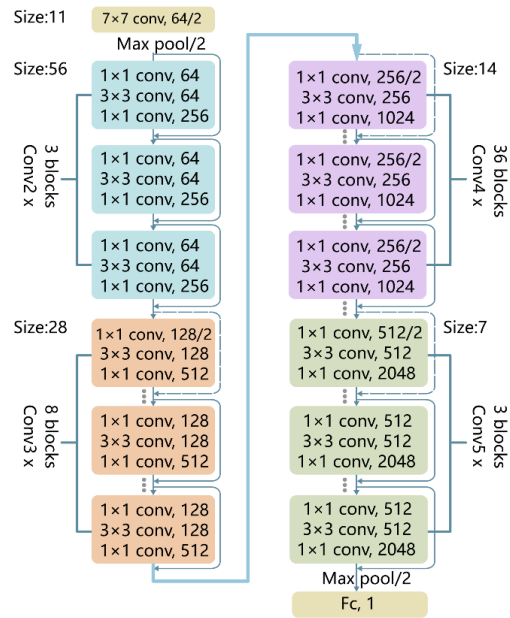 Size:11
7×7 conv, 64/2
Max pool/2
Size:56
1×1 conv, 64
3×3 conv, 64
1×1 conv, 256
1×1 conv, 64
3×3 conv, 64
1×1 conv, 256
1×1 conv, 64
3×3 conv, 64
1×1 conv, 256
3 blocks
Conv2 x
Size:28
1×1 conv, 128/2
3×3 conv, 128
1×1 conv, 512
1×1 conv, 128
3×3 conv, 128
1×1 conv, 512
1×1 conv, 128
3×3 conv, 128
1×1 conv, 512
8 blocks
Conv3 x
Size:14
1×1 conv, 256/2
3×3 conv, 256
1×1 conv, 1024
1×1 conv, 256/2
3×3 conv, 256
1×1 conv, 1024
1×1 conv, 256/2
3×3 conv, 256
1×1 conv, 1024
36 blocks
Conv4 x
Size:7
1×1 conv, 512/2
3×3 conv, 512
1×1 conv, 2048
1×1 conv, 512
3×3 conv, 512
1×1 conv, 2048
1×1 conv, 512
3×3 conv, 512
1×1 conv, 2048
3 blocks
Conv5 x
Max pool/2
Fc, 1